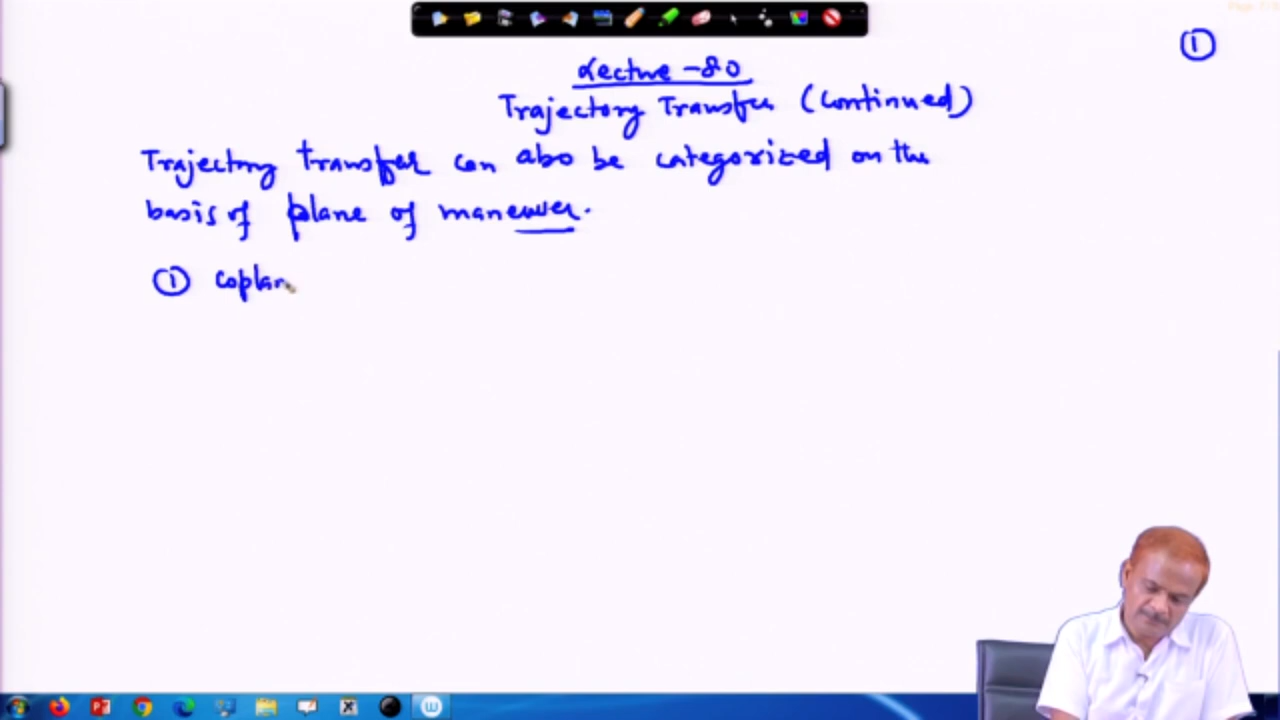 ①
Lecture-80
Trajectory Transfer (Continued)
Trajectory transfer can also be categorized on the
basis of plane of maneuver.
① Coplan